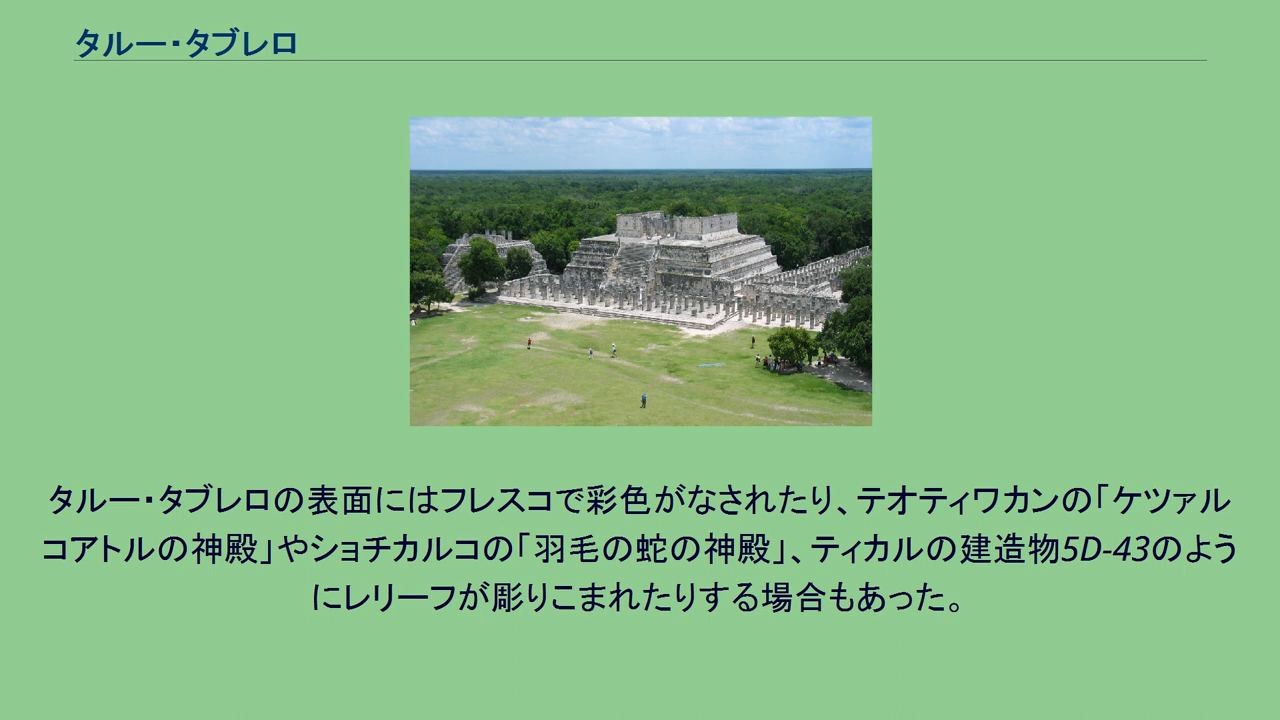 タルー・タブレロ
タルー・タブレロの表面にはフレスコで彩色がなされたり、テオティワカンの「ケツァル
コアトルの神殿」やショチカルコの「羽毛の蛇の神殿」、ティカルの建造物5D-43のよう
にレリーフが彫りこまれたりする場合もあった。